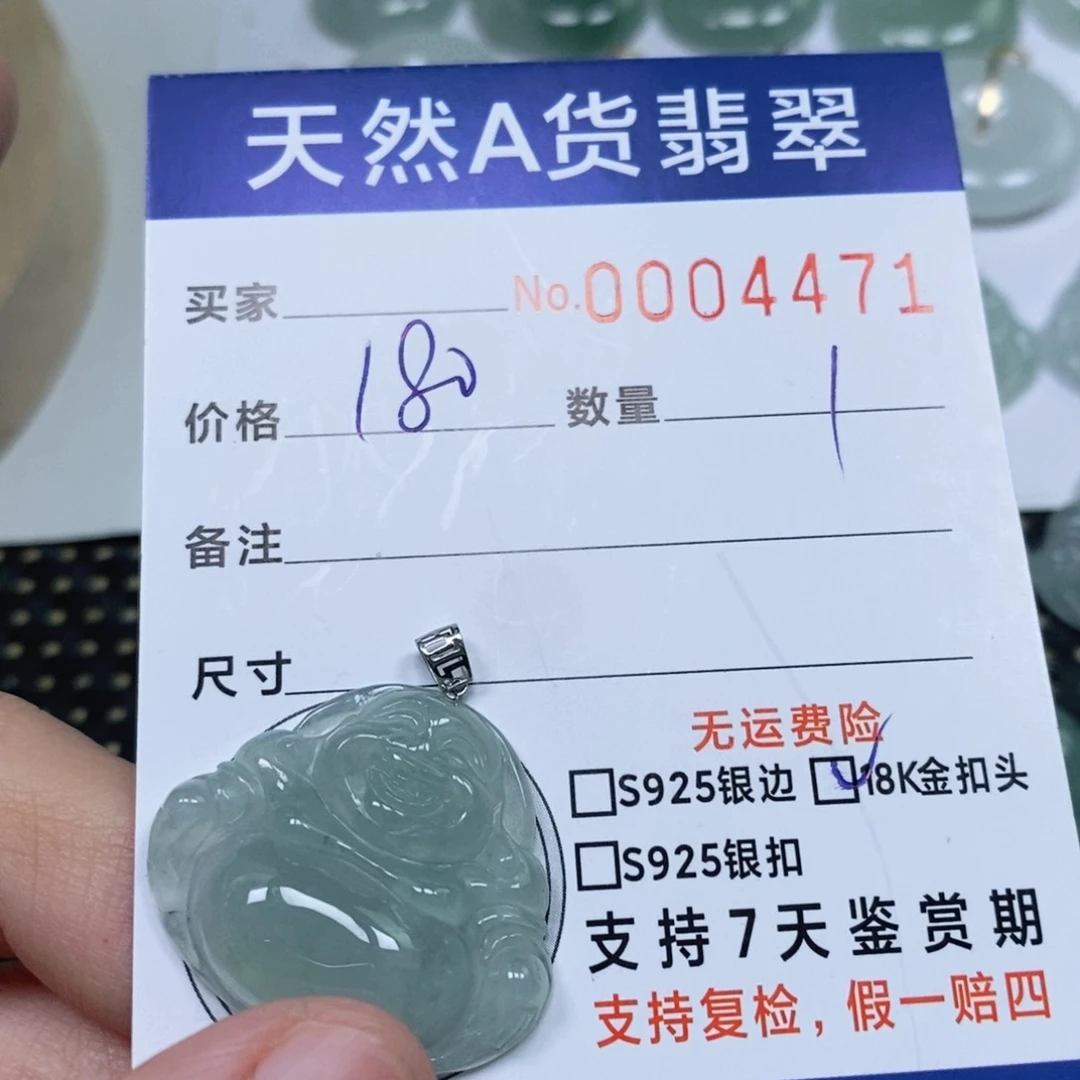 天然A货翡翠
买家 No.0004471
价格 180 数量 1
备注
尺寸
无运费险
S925银边 18K金扣头
S925银扣
支持7天鉴赏期
支持复检，假一赔四